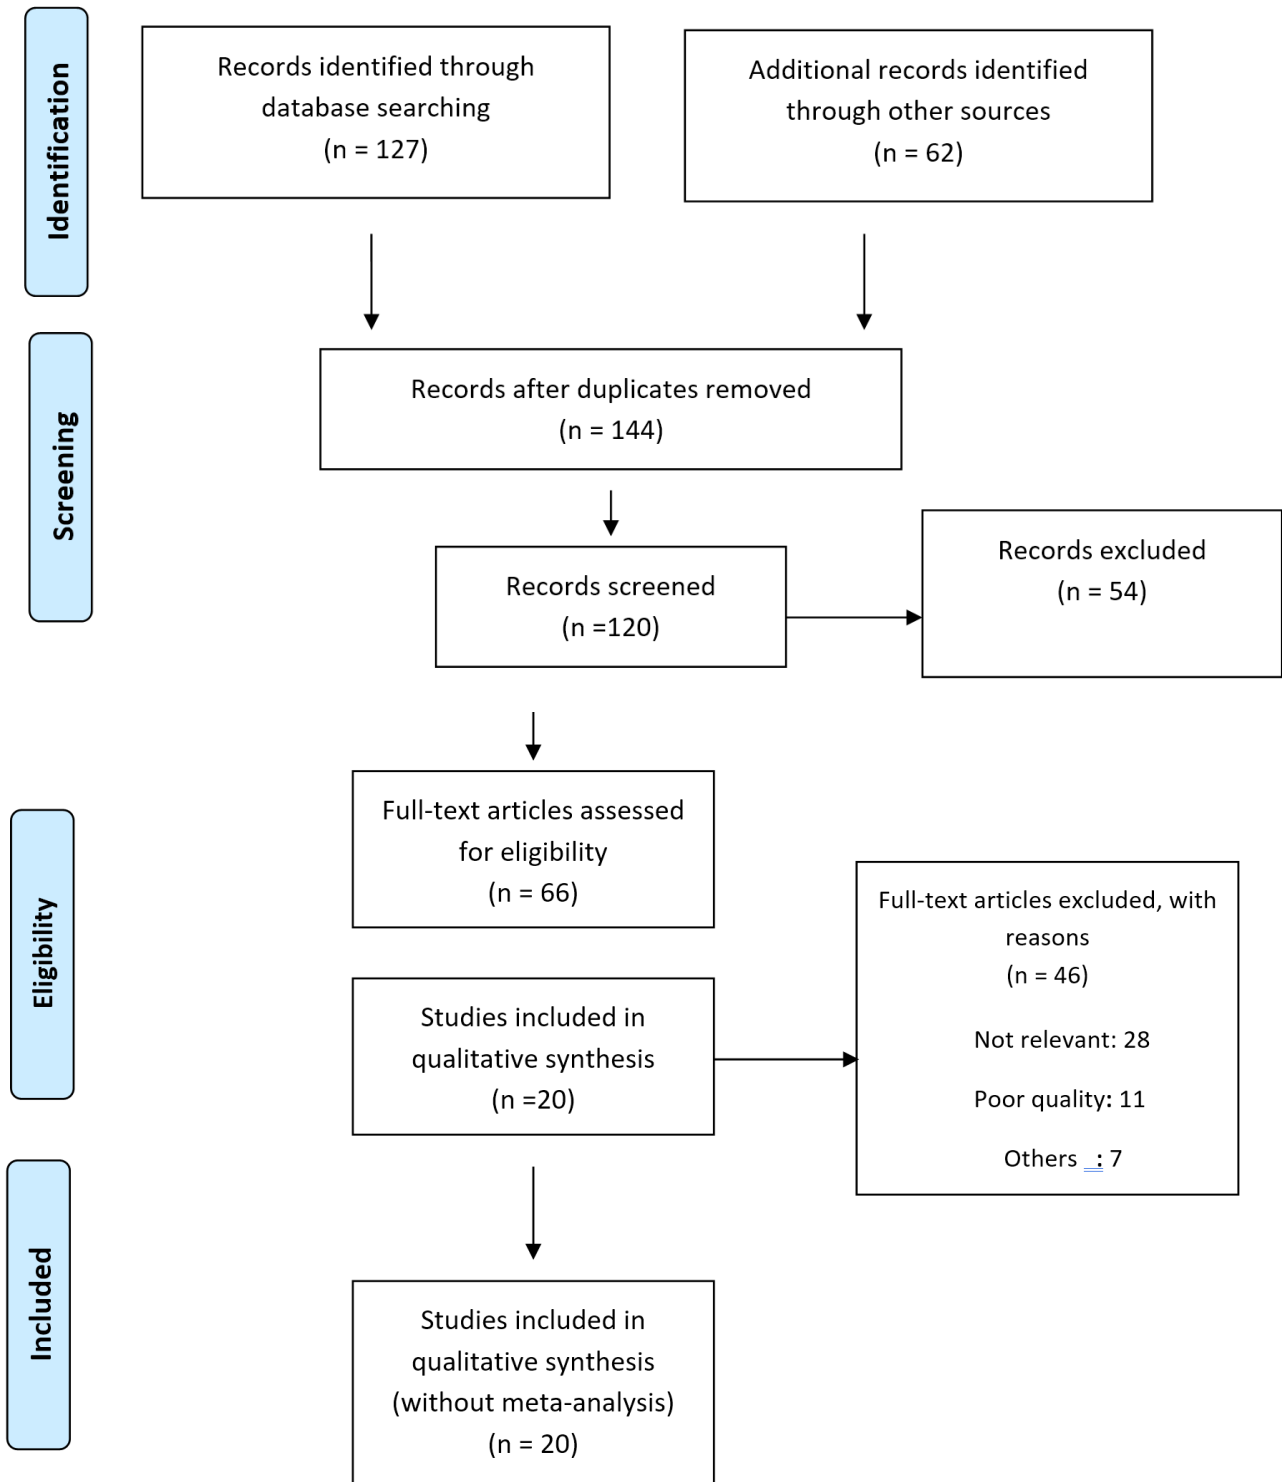 Identification
Records identified through
database searching
(n = 127)
Additional records identified
through other sources
(n = 62)
Screening
Records after duplicates removed
(n = 144)
Records screened
(n =120)
Records excluded
(n = 54)
Eligibility
Full-text articles assessed
for eligibility
(n = 66)
Full-text articles excluded, with
reasons
(n = 46)
Not relevant: 28
Poor quality: 11
Others : 7
Studies included in
qualitative synthesis
(n =20)
Included
Studies included in
qualitative synthesis
(without meta-analysis)
(n = 20)